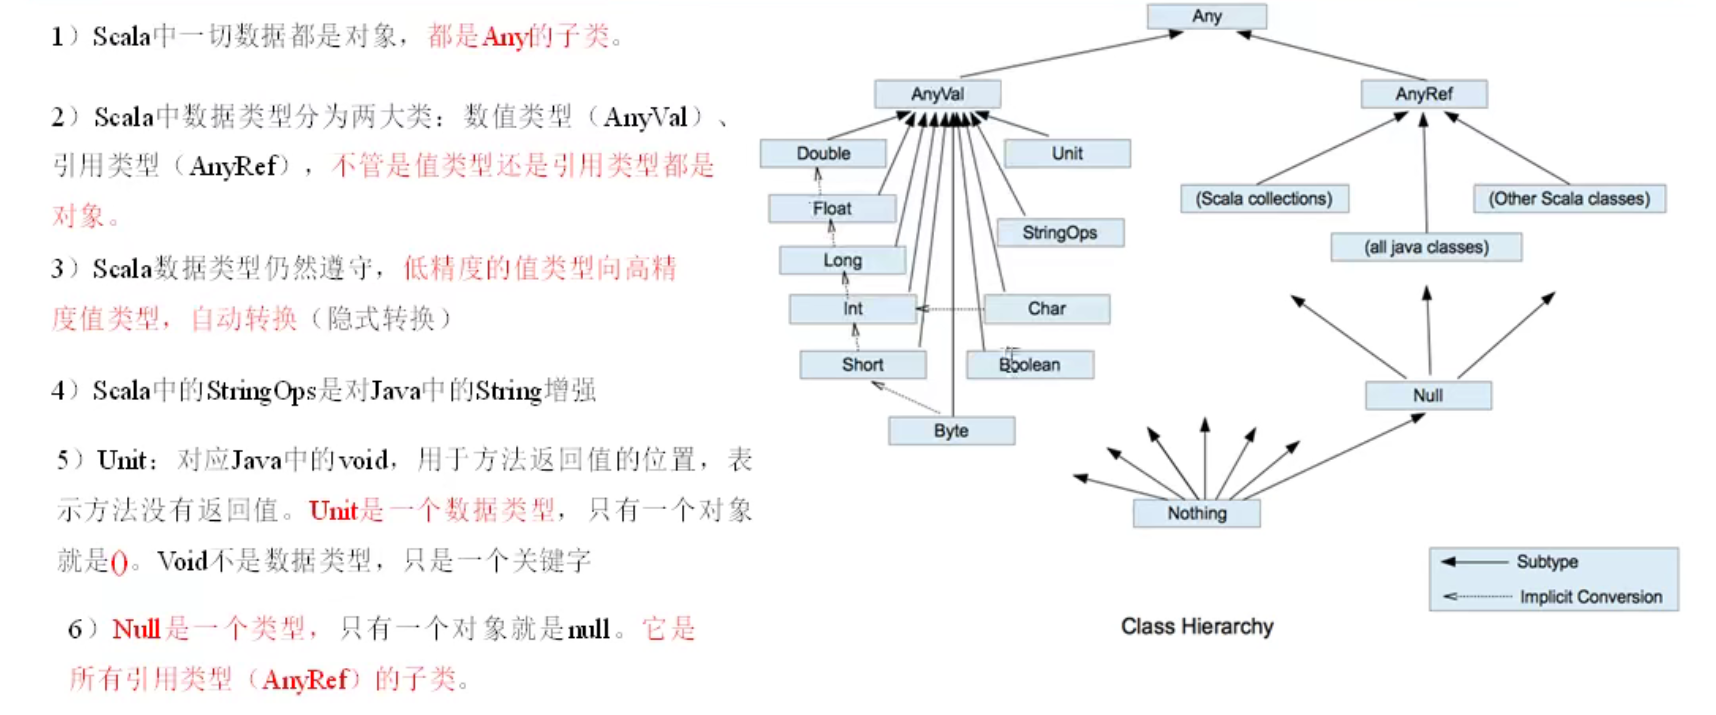 1）Scala中一切数据都是对象，都是Any的子类。
2）Scala中数据类型分为两大类：数值类型（AnyVal）、
引用类型（AnyRef），不管是值类型还是引用类型都是
对象。
3）Scala数据类型仍然遵守，低精度的值类型向高精
度值类型，自动转换（隐式转换）
4）Scala中的StringOps是对Java中的String增强
5）Unit：对应Java中的void，用于方法返回值的位置，表
示方法没有返回值。Unit是一个数据类型，只有一个对象
就是()。Void不是数据类型，只是一个关键字
6）Null是一个类型，只有一个对象就是null。它是
所有引用类型（AnyRef）的子类。
Any
AnyVal
AnyRef
Double
Unit
Float
StringOps
Long
Int
Char
Short
Boolean
Byte
(Scala collections)
(Other Scala classes)
(all java classes)
Null
Nothing
Subtype
Implicit Conversion
Class Hierarchy